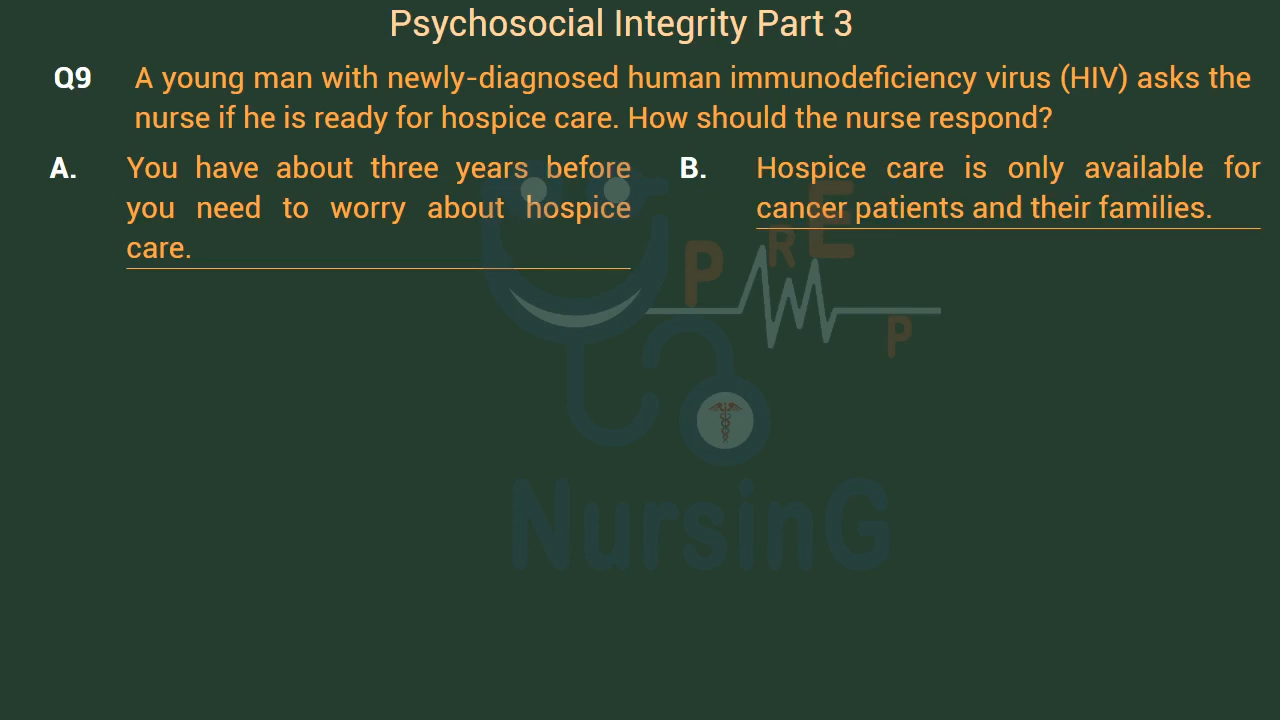 Psychosocial Integrity Part 3
Q9 A young man with newly-diagnosed human immunodeficiency virus (HIV) asks the
nurse if he is ready for hospice care. How should the nurse respond?
A. You have about three years before
you need to worry about hospice
care.
B. Hospice care is only available for
cancer patients and their families.
PREP
NursinG